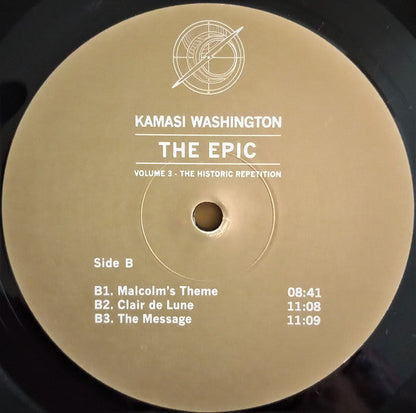 KAMASI WASHINGTON
THE EPIC
VOLUME 3 - THE HISTORIC REPETITION
Side B
B1. Malcolm's Theme 08:41
B2. Clair de Lune 11:08
B3. The Message 11:09